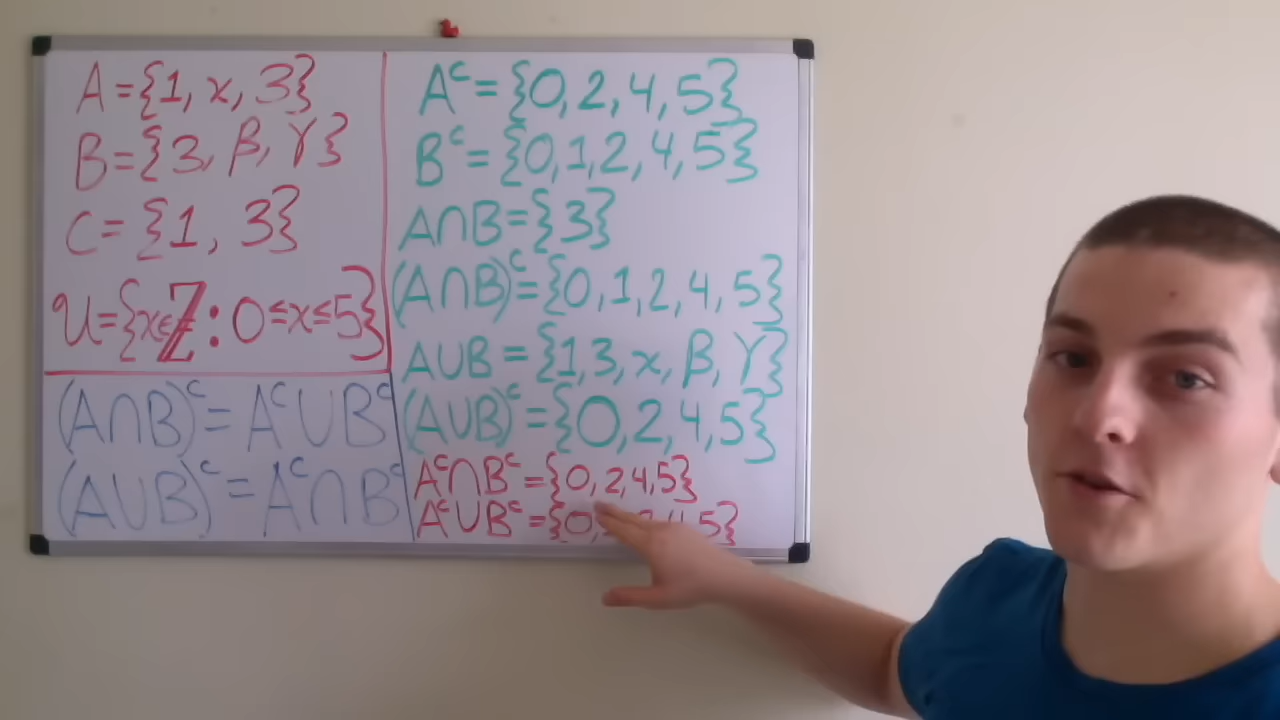 A={1, x, 3}
B={3, β, γ}
C={1, 3}
U={x∈ℤ: 0≤x≤5}
(A∩B)ᶜ=Aᶜ∪Bᶜ
(A∪B)ᶜ=Aᶜ∩Bᶜ
Aᶜ={0,2,4,5}
Bᶜ={0,1,2,4,5}
A∩B={3}
(A∩B)ᶜ={0,1,2,4,5}
A∪B={1,3,x,β,γ}
(A∪B)ᶜ={0,2,4,5}
Aᶜ∩Bᶜ={0,2,4,5}
Aᶜ∪Bᶜ={0, 5}